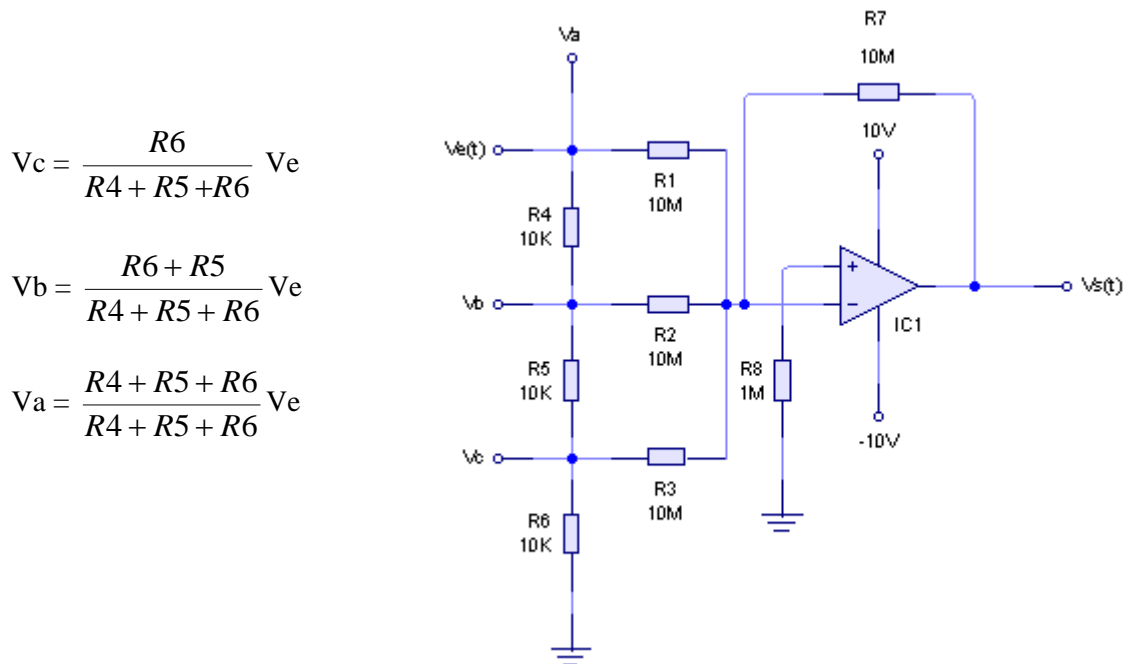 Vc = R6 / R4 + R5 + R6 Ve
Vb = R6 + R5 / R4 + R5 + R6 Ve
Va = R4 + R5 + R6 / R4 + R5 + R6 Ve
R7
10M
Va
10V
Ve(t)
R1
10M
R4
10K
Vb
R2
10M
+
−
IC1
Vs(t)
R5
10K
R8
1M
-10V
Vc
R3
10M
R6
10K